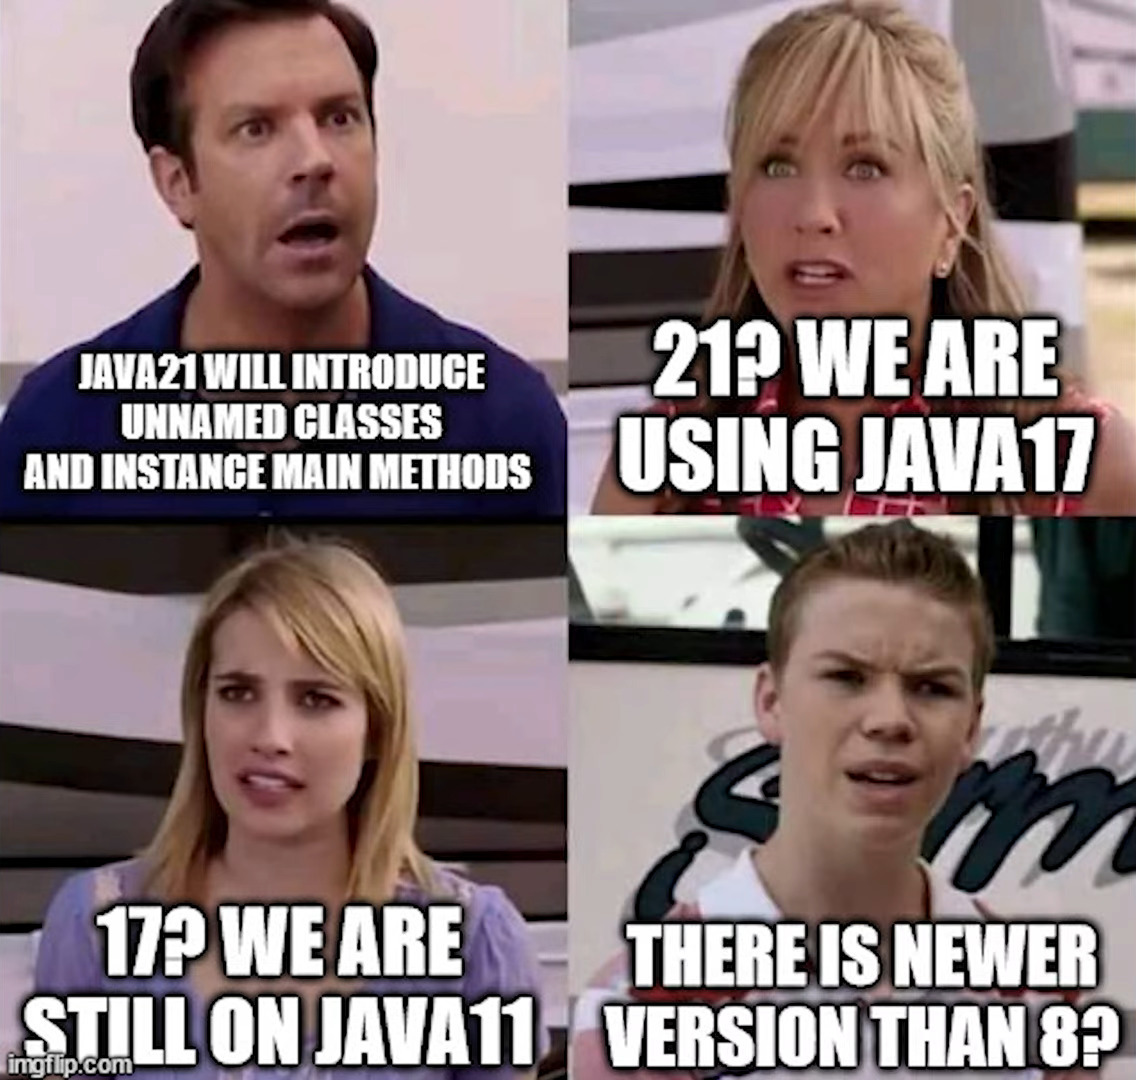 JAVA21 WILL INTRODUCE
UNNAMED CLASSES
AND INSTANCE MAIN METHODS
21? WE ARE
USING JAVA17
17? WE ARE
STILL ON JAVA11
THERE IS NEWER
VERSION THAN 8?
imgflip.com